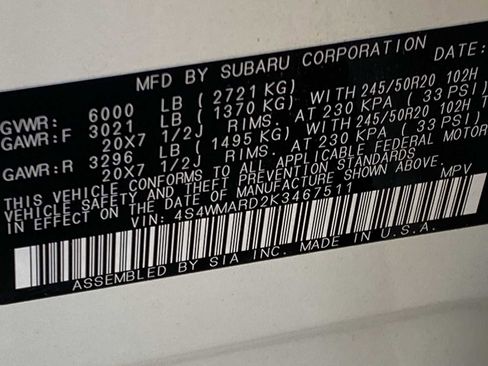 MFD BY SUBARU CORPORATION DATE:
GVWR: 6000 LB ( 2721 KG)
GAWR:F 3021 LB ( 1370 KG) WITH 245/50R20 102H
20X7 1/2J RIMS. AT 230 KPA ( 33 PSI)
GAWR:R 3296 LB ( 1495 KG) WITH 245/50R20 102H T
20X7 1/2J RIMS. AT 230 KPA ( 33 PSI)
THIS VEHICLE CONFORMS TO ALL APPLICABLE FEDERAL MOTOR
VEHICLE SAFETY AND THEFT PREVENTION STANDARDS
IN EFFECT ON THE DATE OF MANUFACTURE SHOWN ABOVE.
VIN: 4S4WMARD2K3467511 MPV
ASSEMBLED BY SIA INC. MADE IN U.S.A.